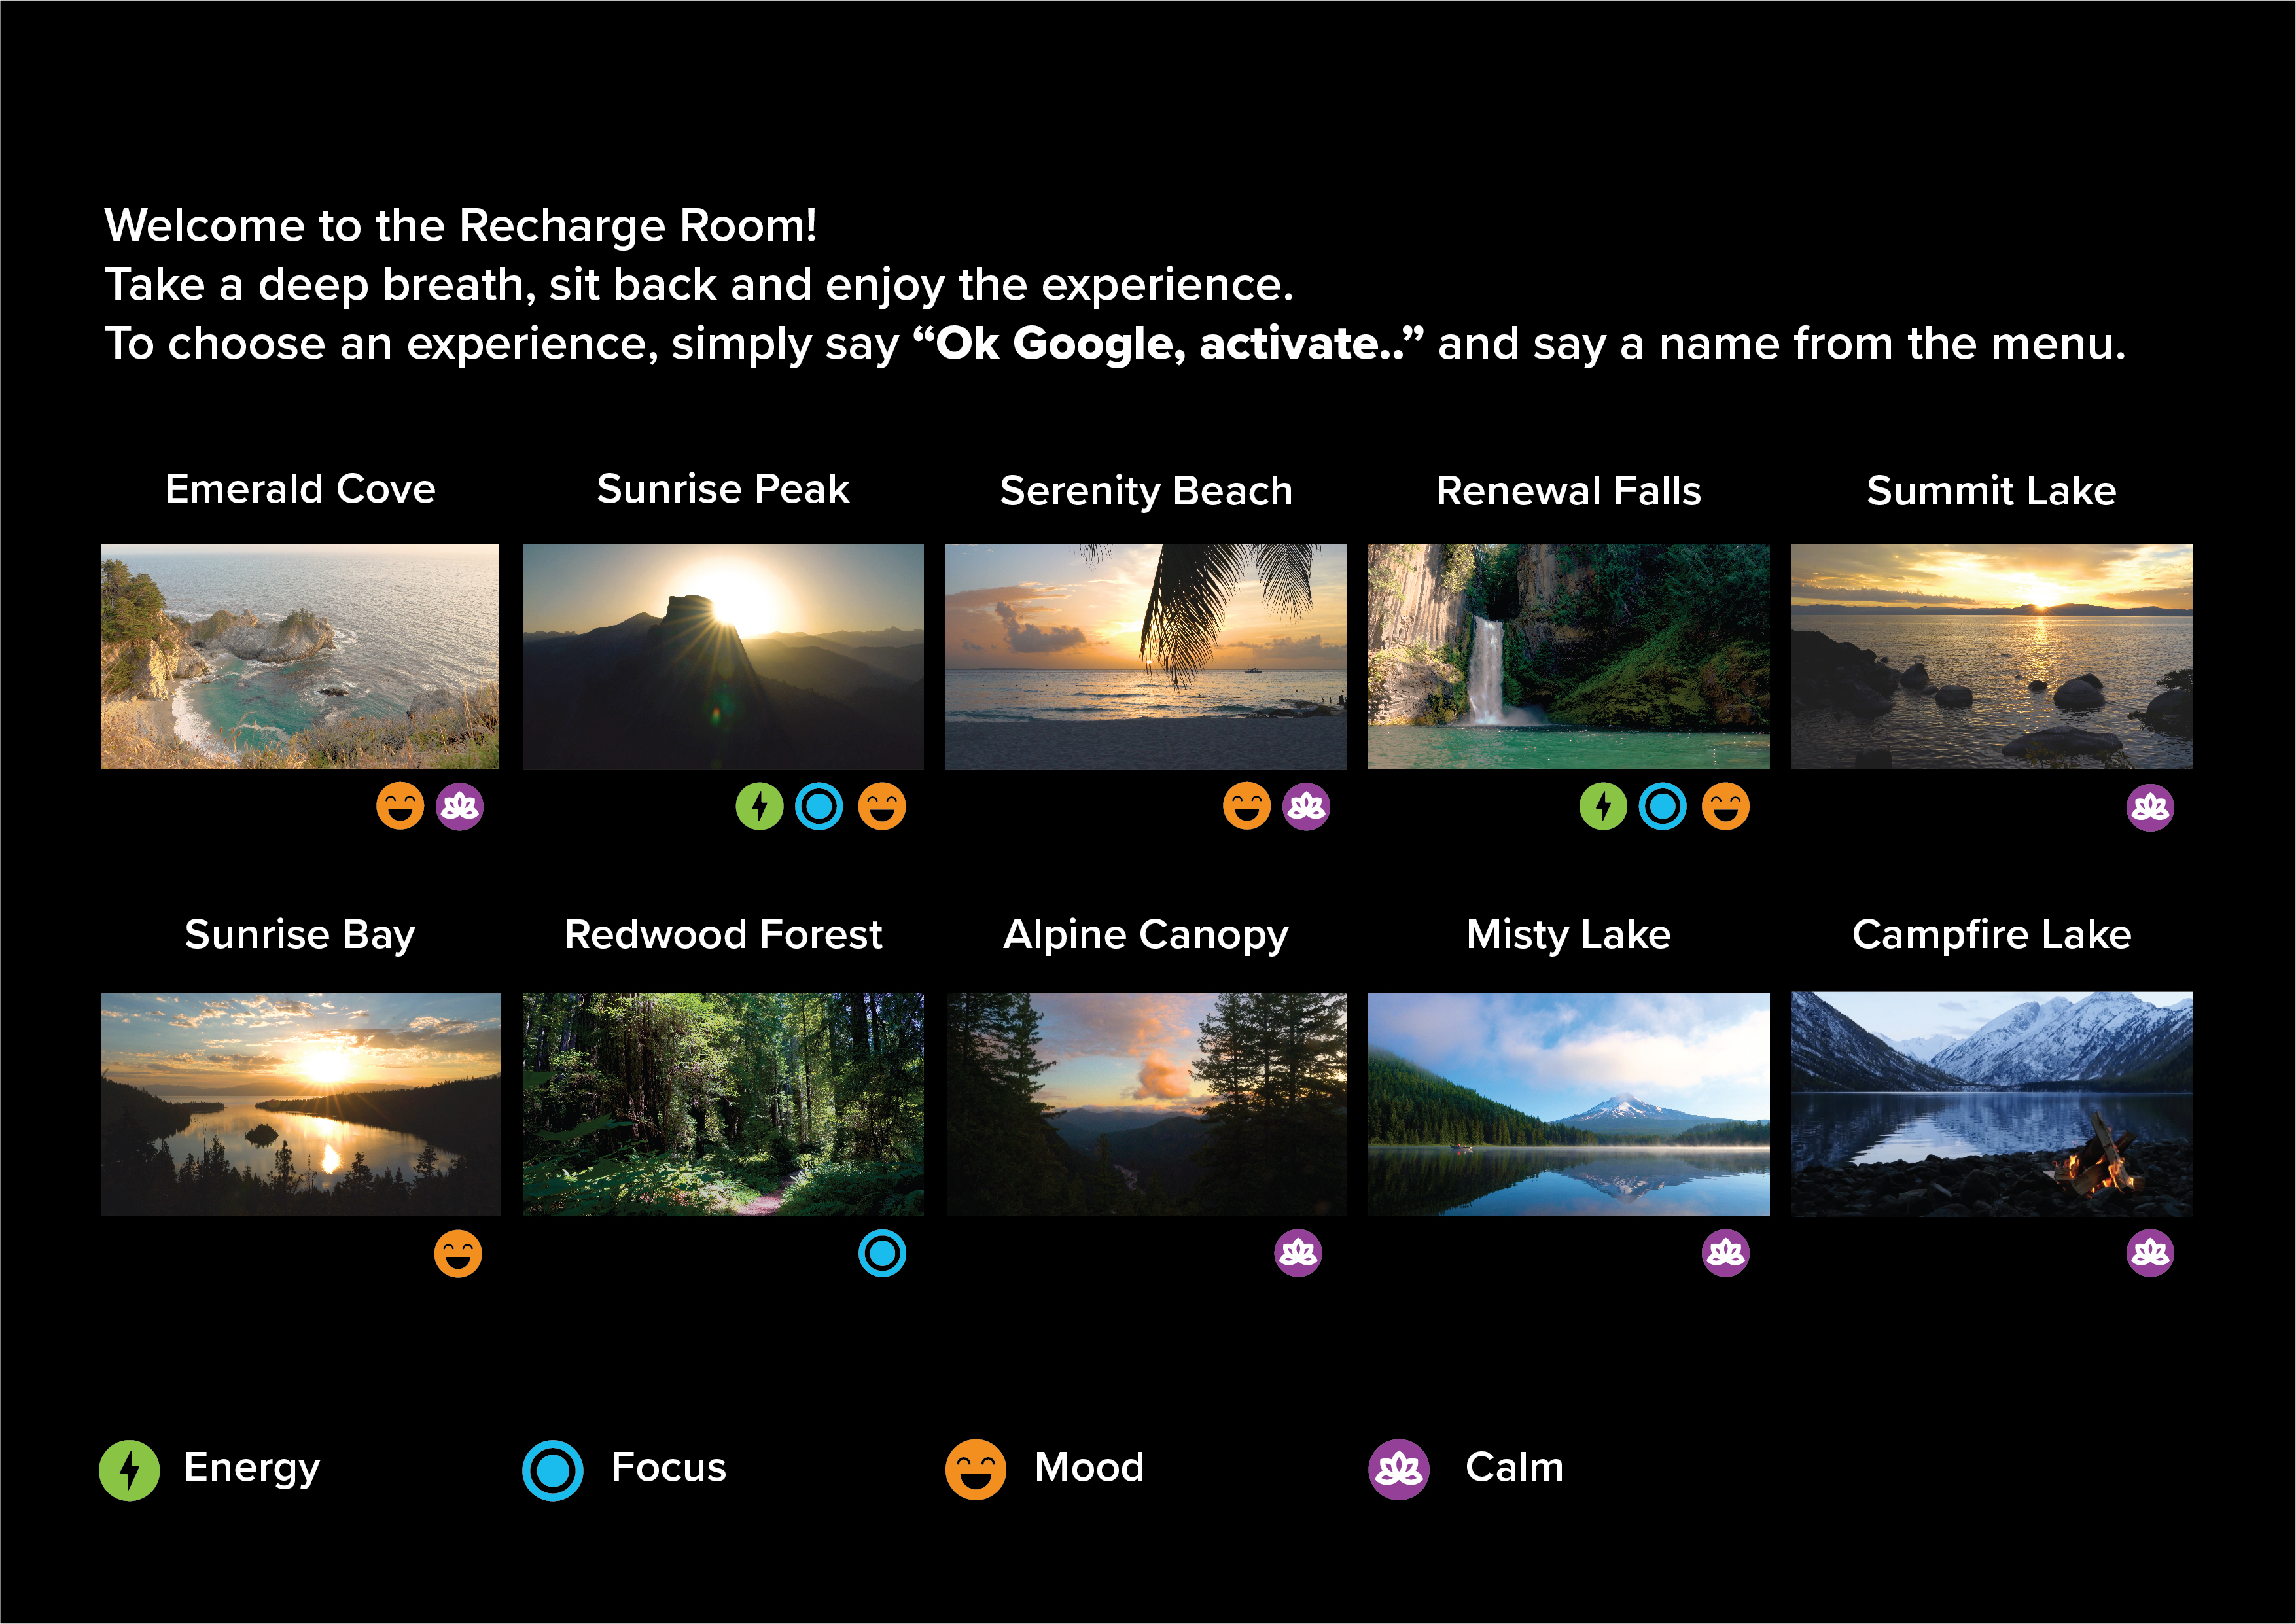 Welcome to the Recharge Room!
Take a deep breath, sit back and enjoy the experience.
To choose an experience, simply say “Ok Google, activate..” and say a name from the menu.
Emerald Cove
Sunrise Peak
Serenity Beach
Renewal Falls
Summit Lake
Sunrise Bay
Redwood Forest
Alpine Canopy
Misty Lake
Campfire Lake
Energy
Focus
Mood
Calm